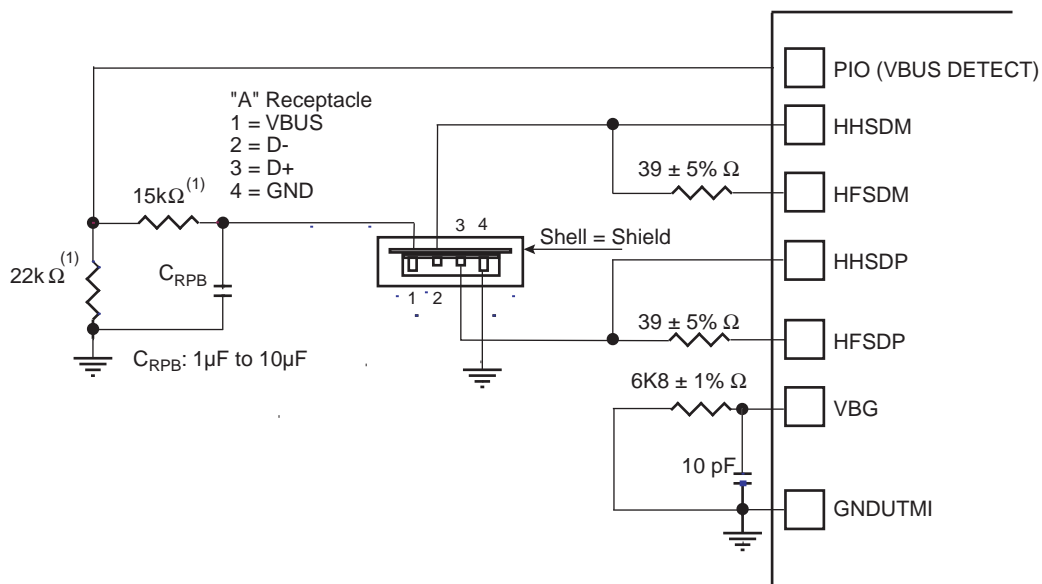 PIO (VBUS DETECT)
"A" Receptacle
1 = VBUS
2 = D-
3 = D+
4 = GND
HHSDM
39 ± 5% Ω
HFSDM
15kΩ (1)
3 4
Shell = Shield
HHSDP
22k Ω (1)
CRPB
1 2
39 ± 5% Ω
HFSDP
CRPB: 1µF to 10µF
6K8 ± 1% Ω
VBG
10 pF
GNDUTMI